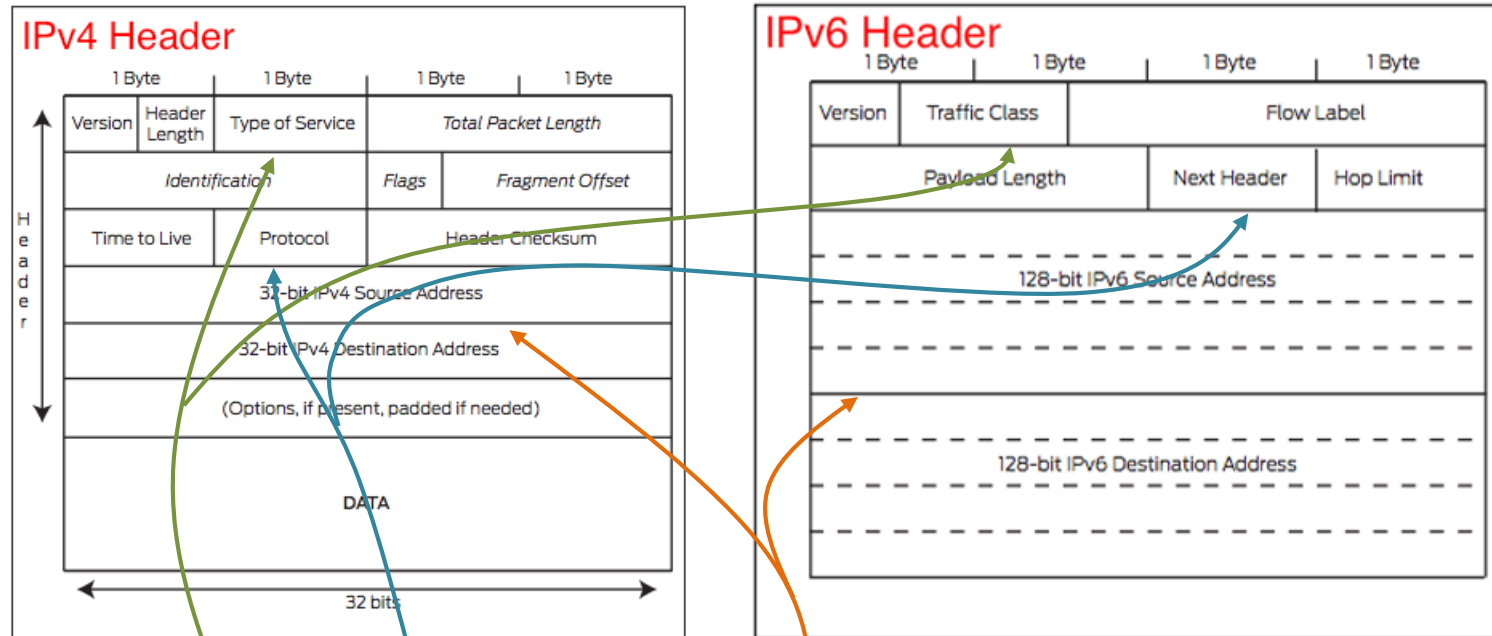 IPv4 Header
1 Byte 1 Byte 1 Byte 1 Byte
Version Header Length Type of Service Total Packet Length
Identification Flags Fragment Offset
Time to Live Protocol Header Checksum
32-bit IPv4 Source Address
32-bit IPv4 Destination Address
(Options, if present, padded if needed)
DATA
32 bits
Header
IPv6 Header
1 Byte 1 Byte 1 Byte 1 Byte
Version Traffic Class Flow Label
Payload Length Next Header Hop Limit
128-bit IPv6 Source Address
128-bit IPv6 Destination Address